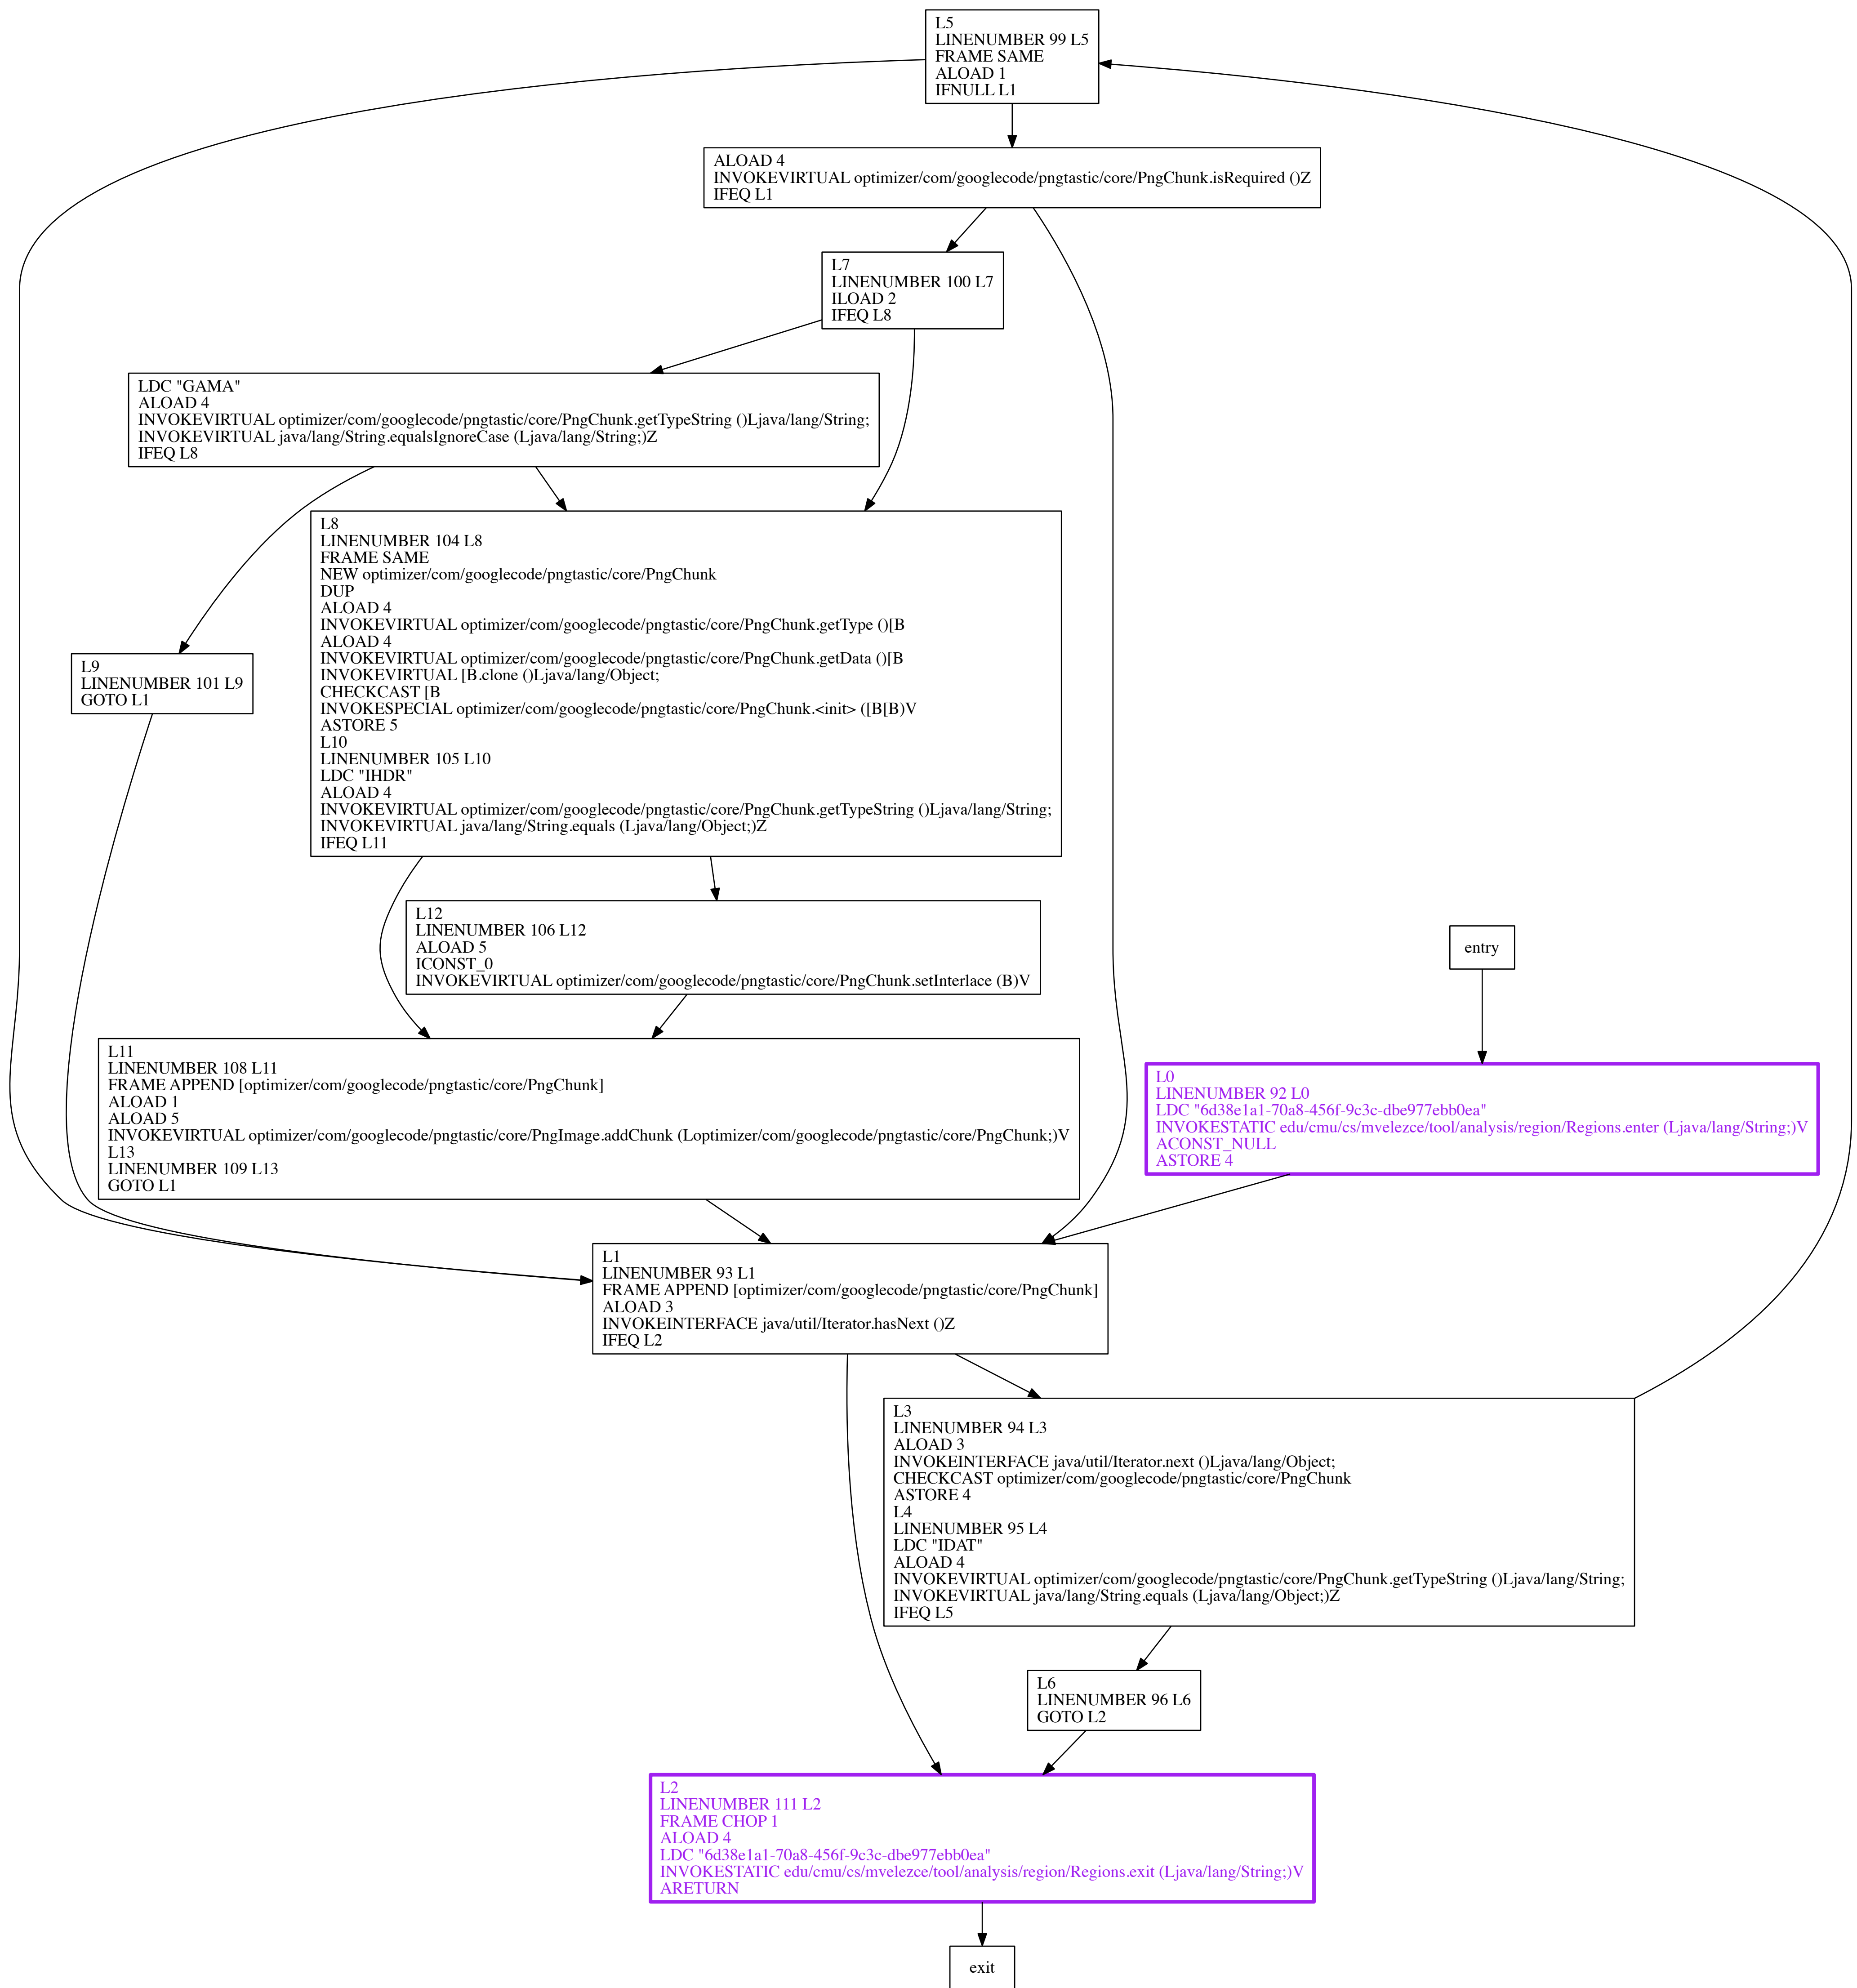 L5
LINENUMBER 99 L5
FRAME SAME
ALOAD 1
IFNULL L1
ALOAD 4
INVOKEVIRTUAL optimizer/com/googlecode/pngtastic/core/PngChunk.isRequired ()Z
IFEQ L1
L7
LINENUMBER 100 L7
ILOAD 2
IFEQ L8
LDC "GAMA"
ALOAD 4
INVOKEVIRTUAL optimizer/com/googlecode/pngtastic/core/PngChunk.getTypeString ()Ljava/lang/String;
INVOKEVIRTUAL java/lang/String.equalsIgnoreCase (Ljava/lang/String;)Z
IFEQ L8
L8
LINENUMBER 104 L8
FRAME SAME
NEW optimizer/com/googlecode/pngtastic/core/PngChunk
DUP
ALOAD 4
INVOKEVIRTUAL optimizer/com/googlecode/pngtastic/core/PngChunk.getType ()[B
ALOAD 4
INVOKEVIRTUAL optimizer/com/googlecode/pngtastic/core/PngChunk.getData ()[B
INVOKEVIRTUAL [B.clone ()Ljava/lang/Object;
CHECKCAST [B
INVOKESPECIAL optimizer/com/googlecode/pngtastic/core/PngChunk.<init> ([B[B)V
ASTORE 5
L10
LINENUMBER 105 L10
LDC "IHDR"
ALOAD 4
INVOKEVIRTUAL optimizer/com/googlecode/pngtastic/core/PngChunk.getTypeString ()Ljava/lang/String;
INVOKEVIRTUAL java/lang/String.equals (Ljava/lang/Object;)Z
IFEQ L11
L9
LINENUMBER 101 L9
GOTO L1
L12
LINENUMBER 106 L12
ALOAD 5
ICONST_0
INVOKEVIRTUAL optimizer/com/googlecode/pngtastic/core/PngChunk.setInterlace (B)V
entry
L11
LINENUMBER 108 L11
FRAME APPEND [optimizer/com/googlecode/pngtastic/core/PngChunk]
ALOAD 1
ALOAD 5
INVOKEVIRTUAL optimizer/com/googlecode/pngtastic/core/PngImage.addChunk (Loptimizer/com/googlecode/pngtastic/core/PngChunk;)V
L13
LINENUMBER 109 L13
GOTO L1
L0
LINENUMBER 92 L0
LDC "6d38e1a1-70a8-456f-9c3c-dbe977ebb0ea"
INVOKESTATIC edu/cmu/cs/mvelezce/tool/analysis/region/Regions.enter (Ljava/lang/String;)V
ACONST_NULL
ASTORE 4
L1
LINENUMBER 93 L1
FRAME APPEND [optimizer/com/googlecode/pngtastic/core/PngChunk]
ALOAD 3
INVOKEINTERFACE java/util/Iterator.hasNext ()Z
IFEQ L2
L3
LINENUMBER 94 L3
ALOAD 3
INVOKEINTERFACE java/util/Iterator.next ()Ljava/lang/Object;
CHECKCAST optimizer/com/googlecode/pngtastic/core/PngChunk
ASTORE 4
L4
LINENUMBER 95 L4
LDC "IDAT"
ALOAD 4
INVOKEVIRTUAL optimizer/com/googlecode/pngtastic/core/PngChunk.getTypeString ()Ljava/lang/String;
INVOKEVIRTUAL java/lang/String.equals (Ljava/lang/Object;)Z
IFEQ L5
L6
LINENUMBER 96 L6
GOTO L2
L2
LINENUMBER 111 L2
FRAME CHOP 1
ALOAD 4
LDC "6d38e1a1-70a8-456f-9c3c-dbe977ebb0ea"
INVOKESTATIC edu/cmu/cs/mvelezce/tool/analysis/region/Regions.exit (Ljava/lang/String;)V
ARETURN
exit